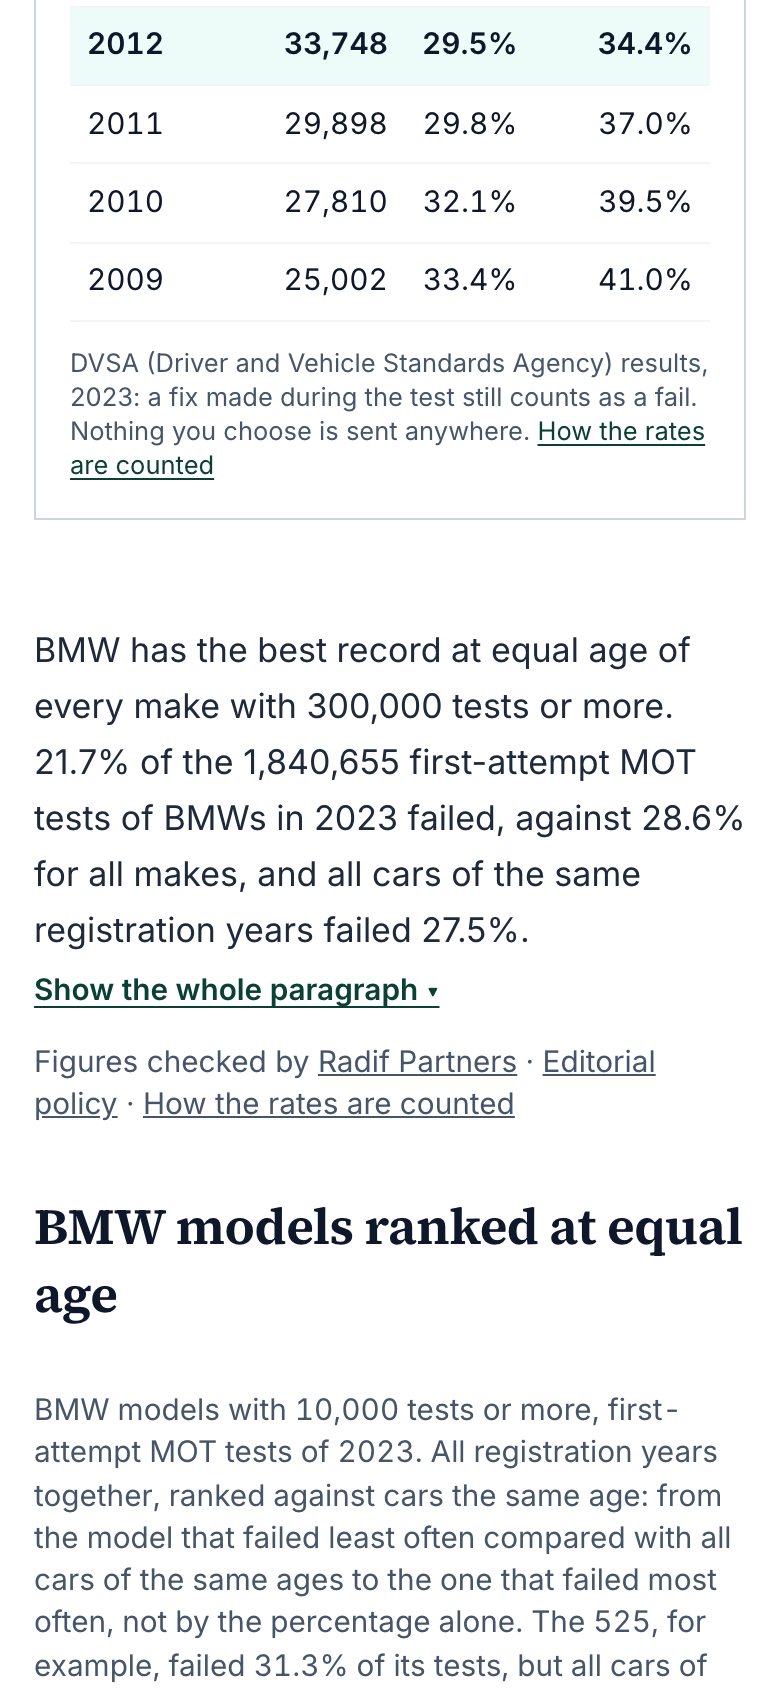 2012 33,748 29.5% 34.4%
2011 29,898 29.8% 37.0%
2010 27,810 32.1% 39.5%
2009 25,002 33.4% 41.0%
DVSA (Driver and Vehicle Standards Agency) results,
2023: a fix made during the test still counts as a fail.
Nothing you choose is sent anywhere. How the rates
are counted
BMW has the best record at equal age of
every make with 300,000 tests or more.
21.7% of the 1,840,655 first-attempt MOT
tests of BMWs in 2023 failed, against 28.6%
for all makes, and all cars of the same
registration years failed 27.5%.
Show the whole paragraph ▾
Figures checked by Radif Partners · Editorial
policy · How the rates are counted
BMW models ranked at equal
age
BMW models with 10,000 tests or more, first-
attempt MOT tests of 2023. All registration years
together, ranked against cars the same age: from
the model that failed least often compared with all
cars of the same ages to the one that failed most
often, not by the percentage alone. The 525, for
example, failed 31.3% of its tests, but all cars of